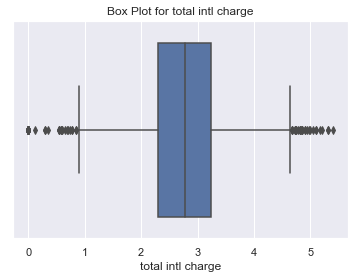 Box Plot for total intl charge
0 1 2 3 4 5
total intl charge